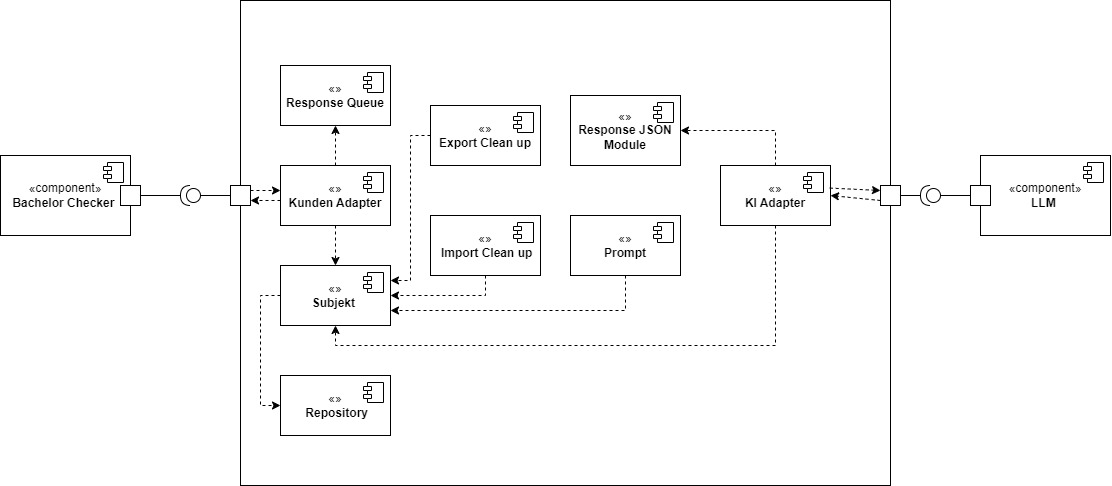 «»
Response Queue
«»
Export Clean up
«»
Response JSON
Module
«component»
Bachelor Checker
«»
Kunden Adapter
«»
KI Adapter
«component»
LLM
«»
Import Clean up
«»
Prompt
«»
Subjekt
«»
Repository